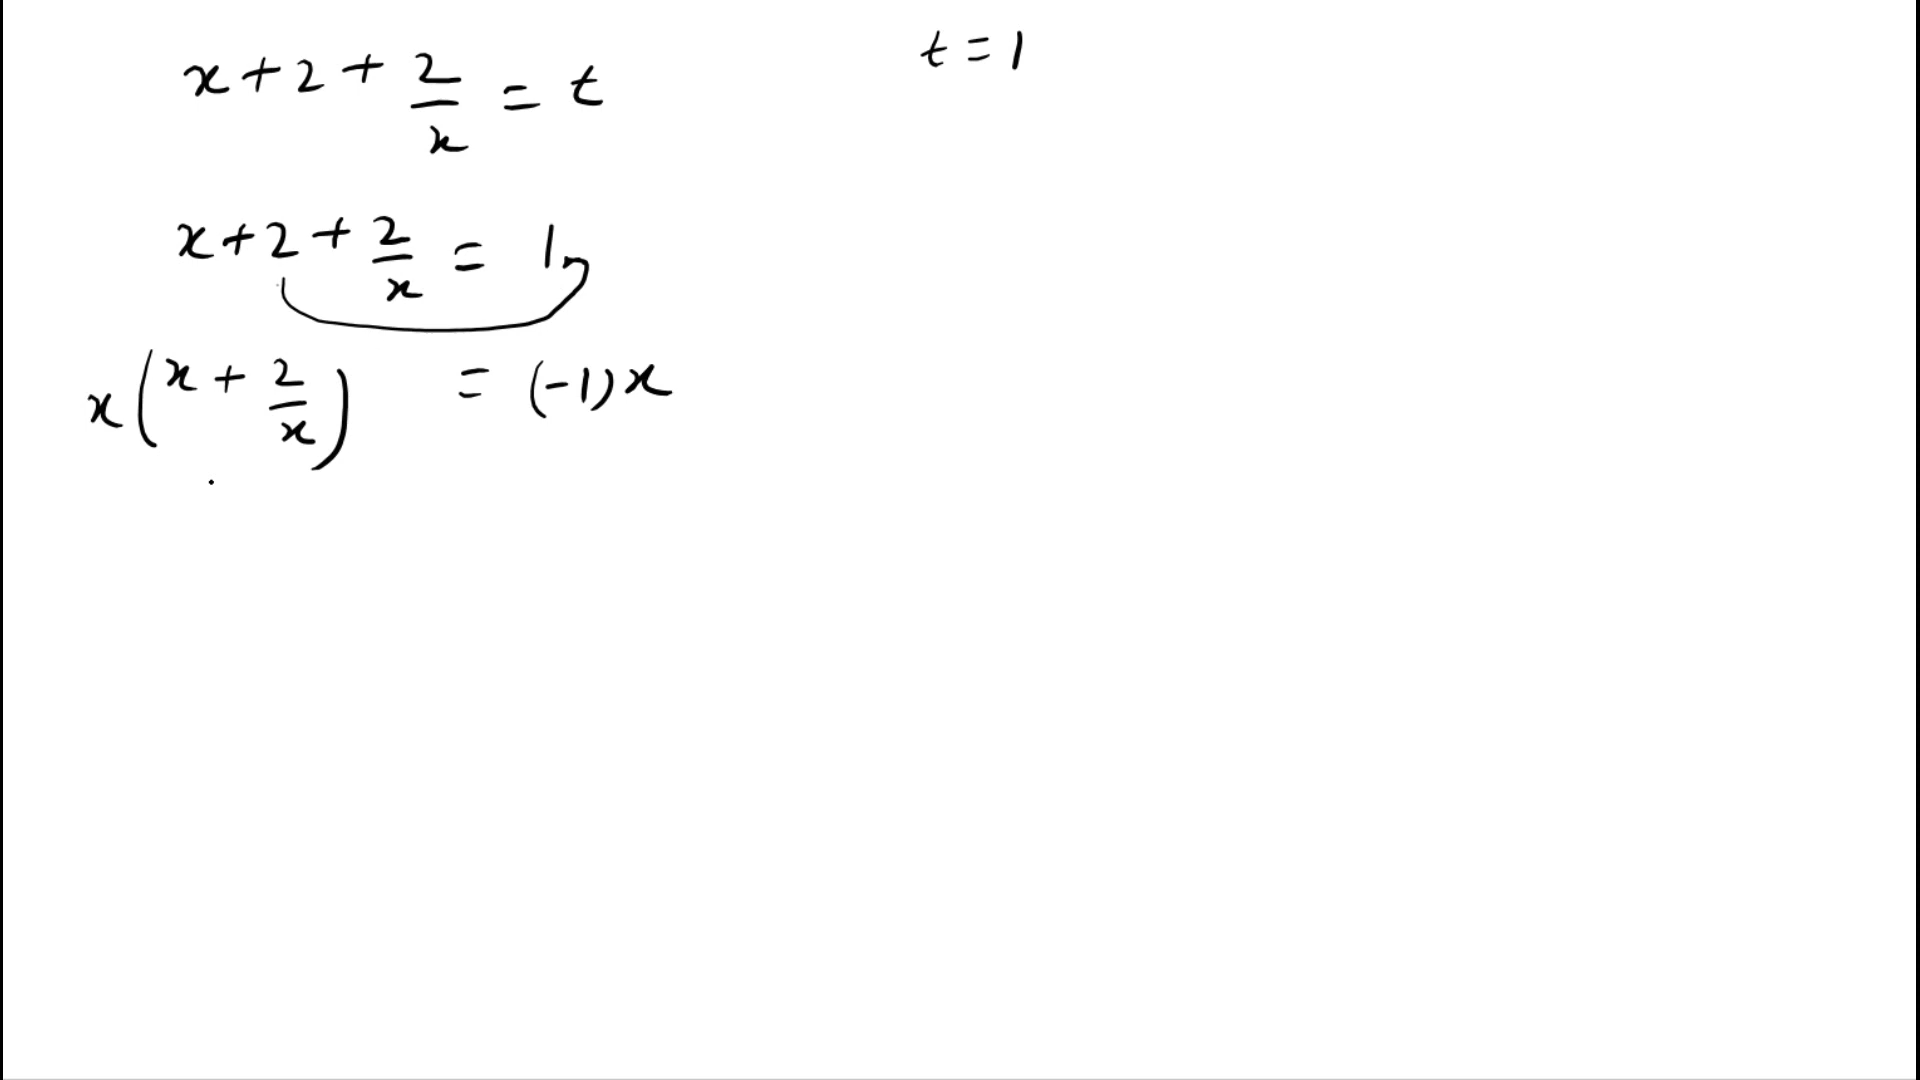 x + 2 + 2/x = t
t = 1
x + 2 + 2/x = 1
x(x + 2/x) = (-1)x